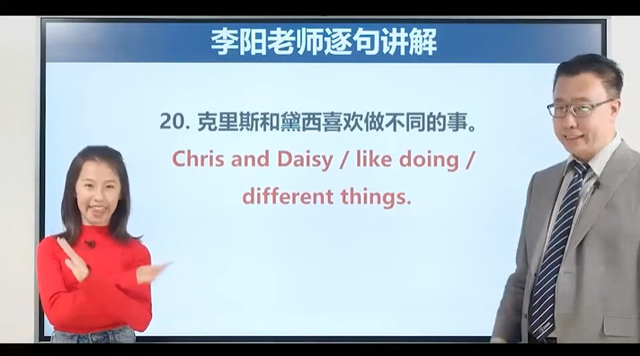 李阳老师逐句讲解
20. 克里斯和黛西喜欢做不同的事。
Chris and Daisy / like doing /
different things.